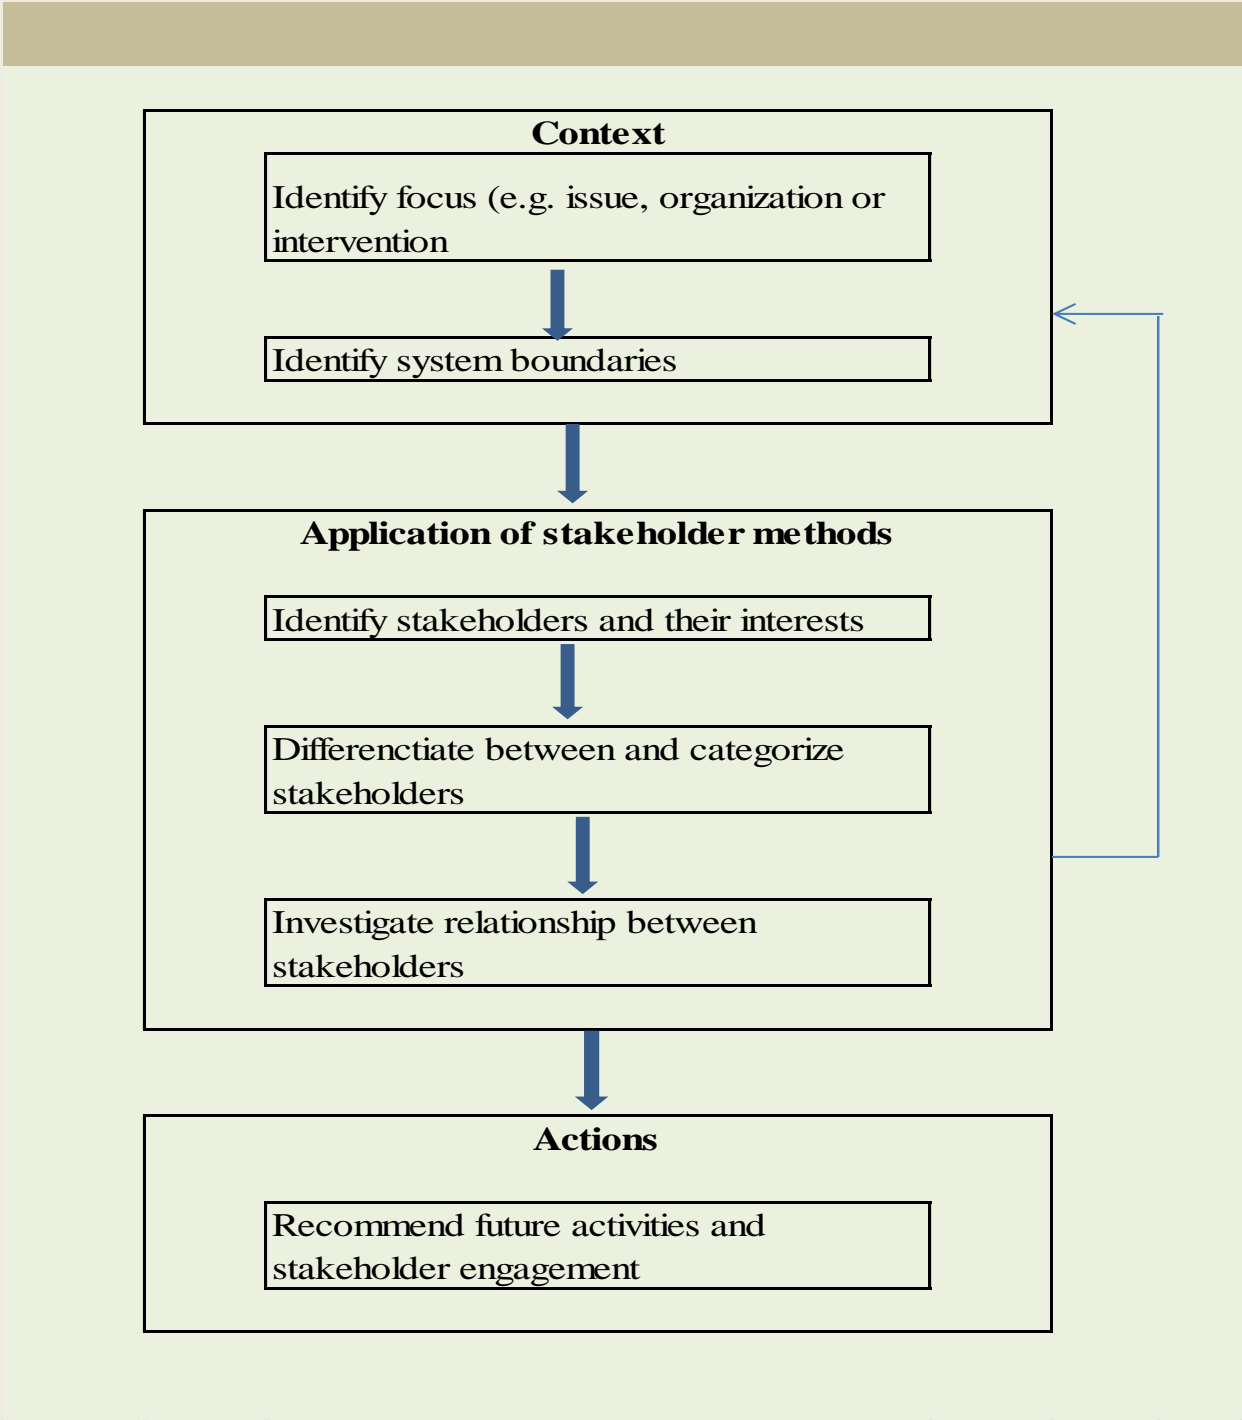 Context
Identify focus (e.g. issue, organization or
intervention
Identify system boundaries
Application of stakeholder methods
Identify stakeholders and their interests
Differenctiate between and categorize
stakeholders
Investigate relationship between
stakeholders
Actions
Recommend future activities and
stakeholder engagement